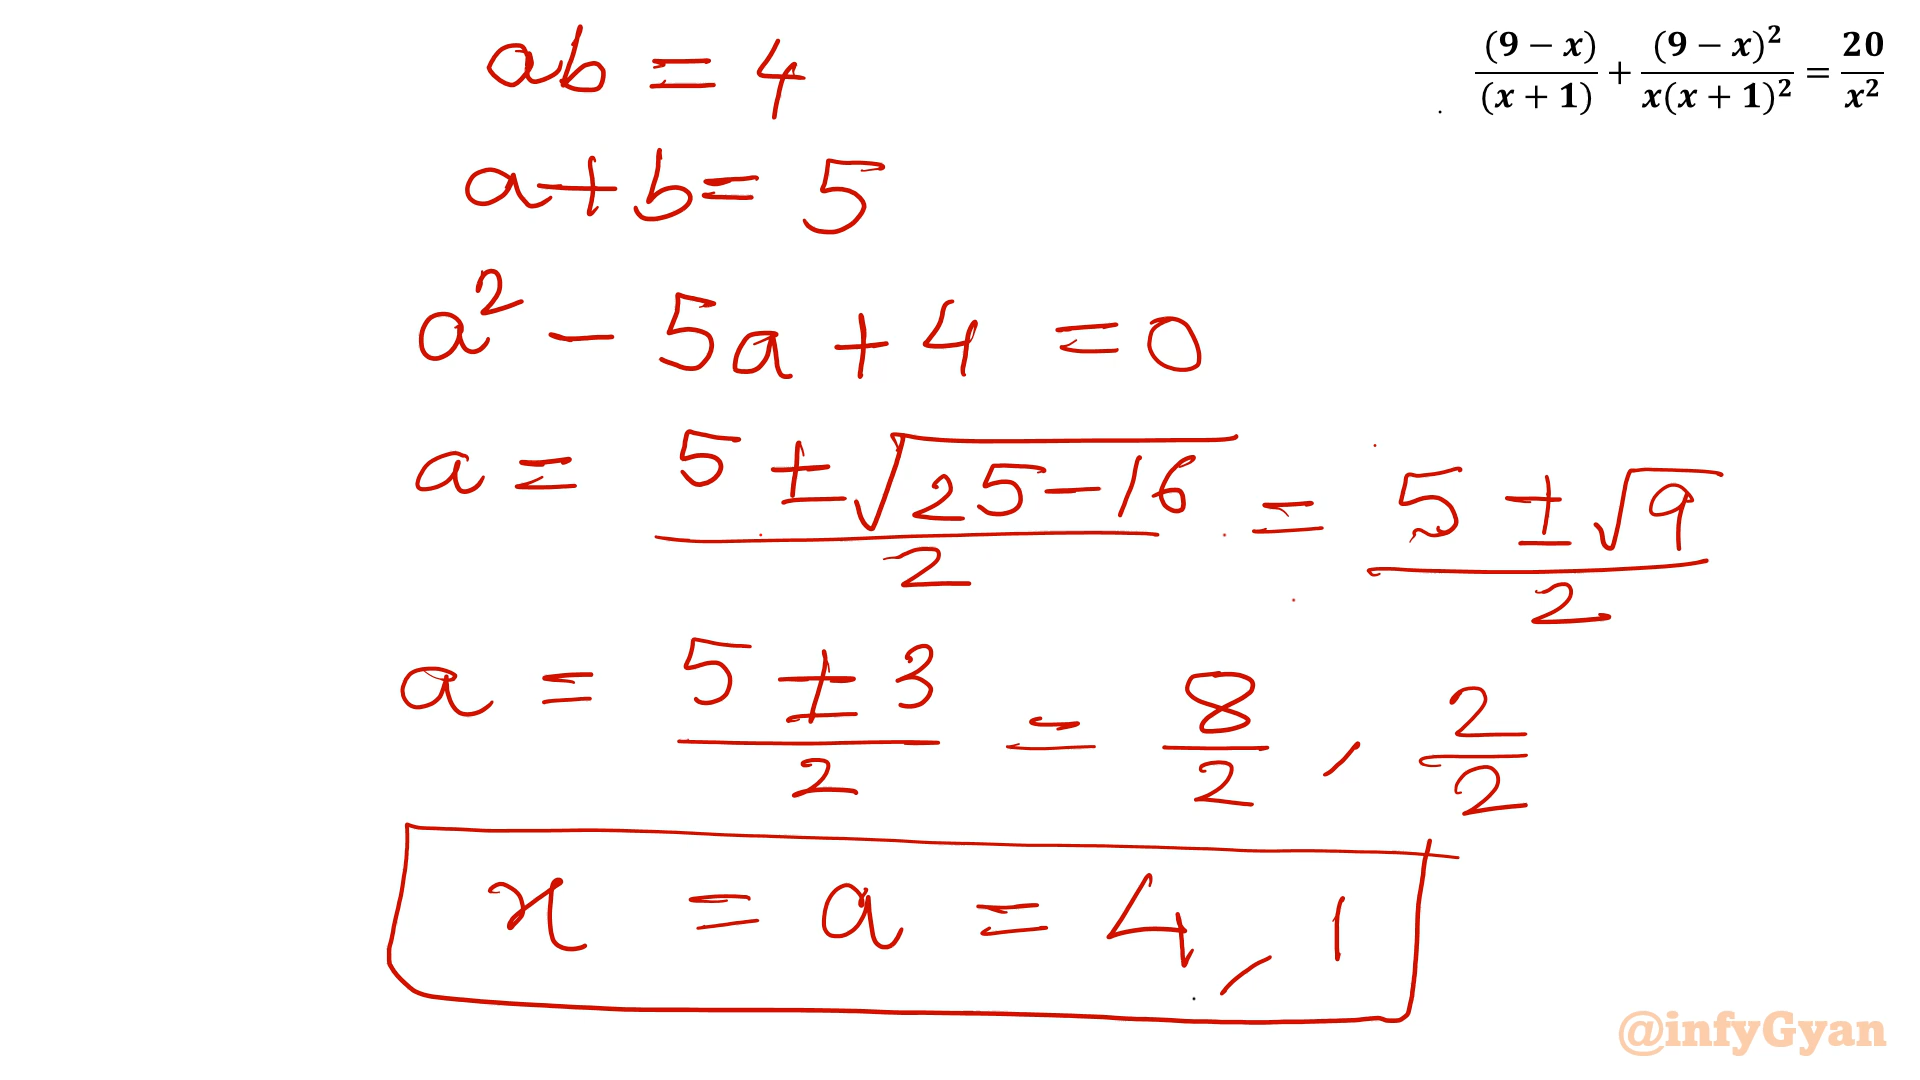 (9 − x)/(x + 1) + (9 − x)²/x(x + 1)² = 20/x²
ab = 4
a + b = 5
a² − 5a + 4 = 0
a = (5 ± √(25 − 16))/2 = (5 ± √9)/2
a = (5 ± 3)/2 = 8/2 , 2/2
x = a = 4 , 1
@infyGyan